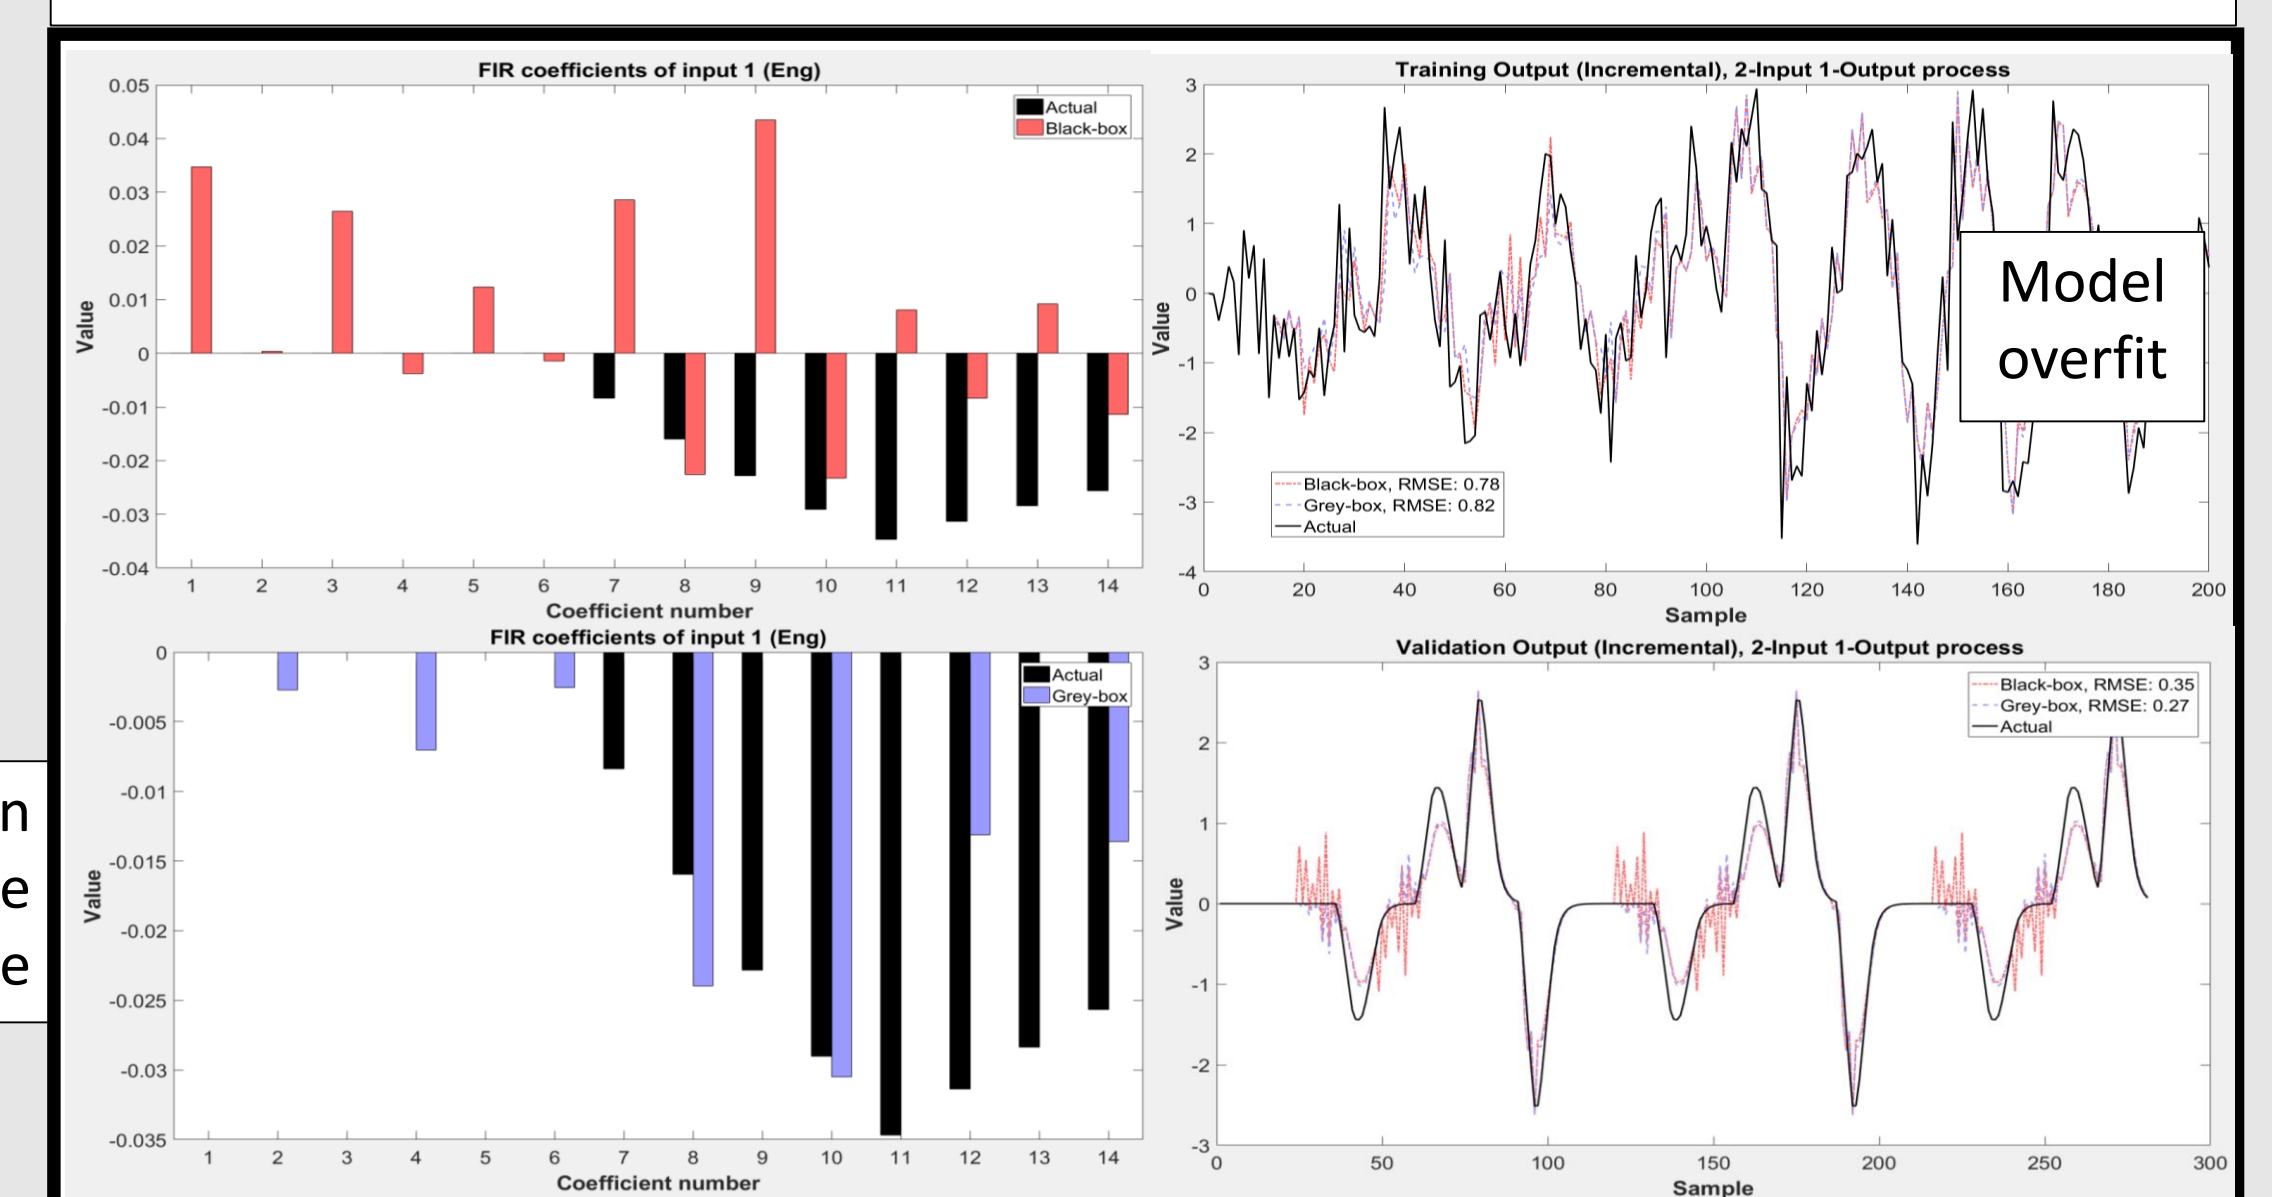 FIR coefficients of input 1 (Eng)
0.05
0.04
0.03
0.02
0.01
0
-0.01
-0.02
-0.03
-0.04
Value
Actual
Black-box
1 2 3 4 5 6 7 8 9 10 11 12 13 14
Coefficient number
Training Output (Incremental), 2-Input 1-Output process
3
2
1
0
-1
-2
-3
-4
Value
Model
overfit
Black-box, RMSE: 0.78
Grey-box, RMSE: 0.82
Actual
0 20 40 60 80 100 120 140 160 180 200
Sample
FIR coefficients of input 1 (Eng)
0
-0.005
-0.01
-0.015
-0.02
-0.025
-0.03
-0.035
Value
Actual
Grey-box
1 2 3 4 5 6 7 8 9 10 11 12 13 14
Coefficient number
Validation Output (Incremental), 2-Input 1-Output process
3
2
1
0
-1
-2
-3
Value
Black-box, RMSE: 0.35
Grey-box, RMSE: 0.27
Actual
0 50 100 150 200 250 300
Sample
n
e
e